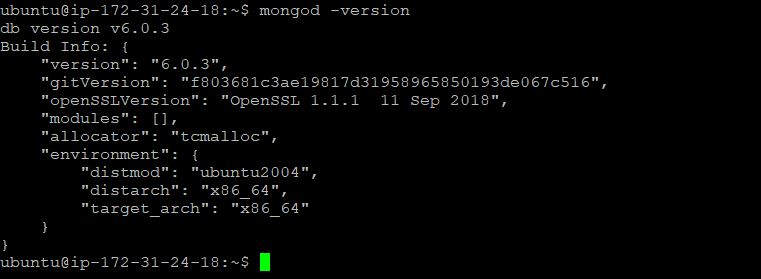 ubuntu@ip-172-31-24-18:~$ mongod -version
db version v6.0.3
Build Info: {
    "version": "6.0.3",
    "gitVersion": "f803681c3ae19817d31958965850193de067c516",
    "openSSLVersion": "OpenSSL 1.1.1  11 Sep 2018",
    "modules": [],
    "allocator": "tcmalloc",
    "environment": {
        "distmod": "ubuntu2004",
        "distarch": "x86_64",
        "target_arch": "x86_64"
    }
}
ubuntu@ip-172-31-24-18:~$